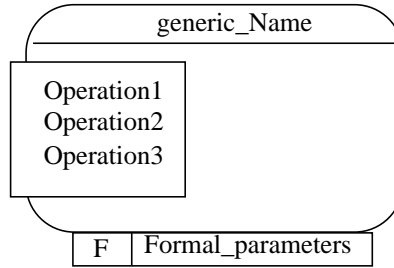 generic_Name
Operation1
Operation2
Operation3
F Formal_parameters